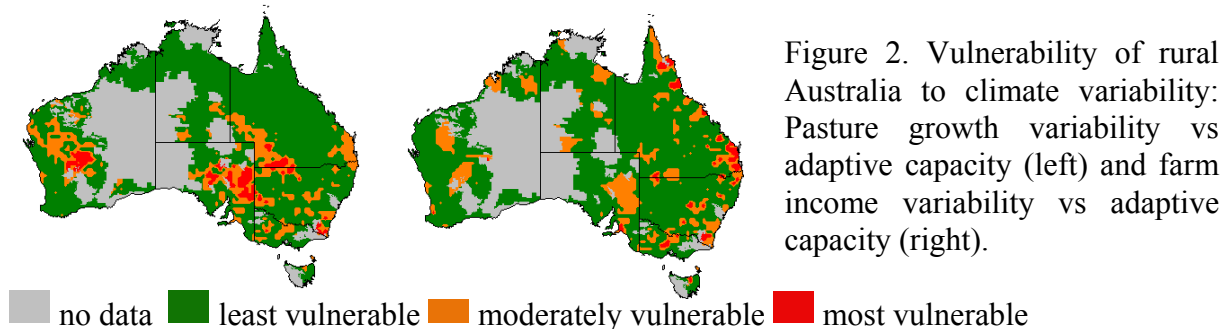 Figure 2. Vulnerability of rural
Australia to climate variability:
Pasture growth variability vs
adaptive capacity (left) and farm
income variability vs adaptive
capacity (right).
no data least vulnerable moderately vulnerable most vulnerable